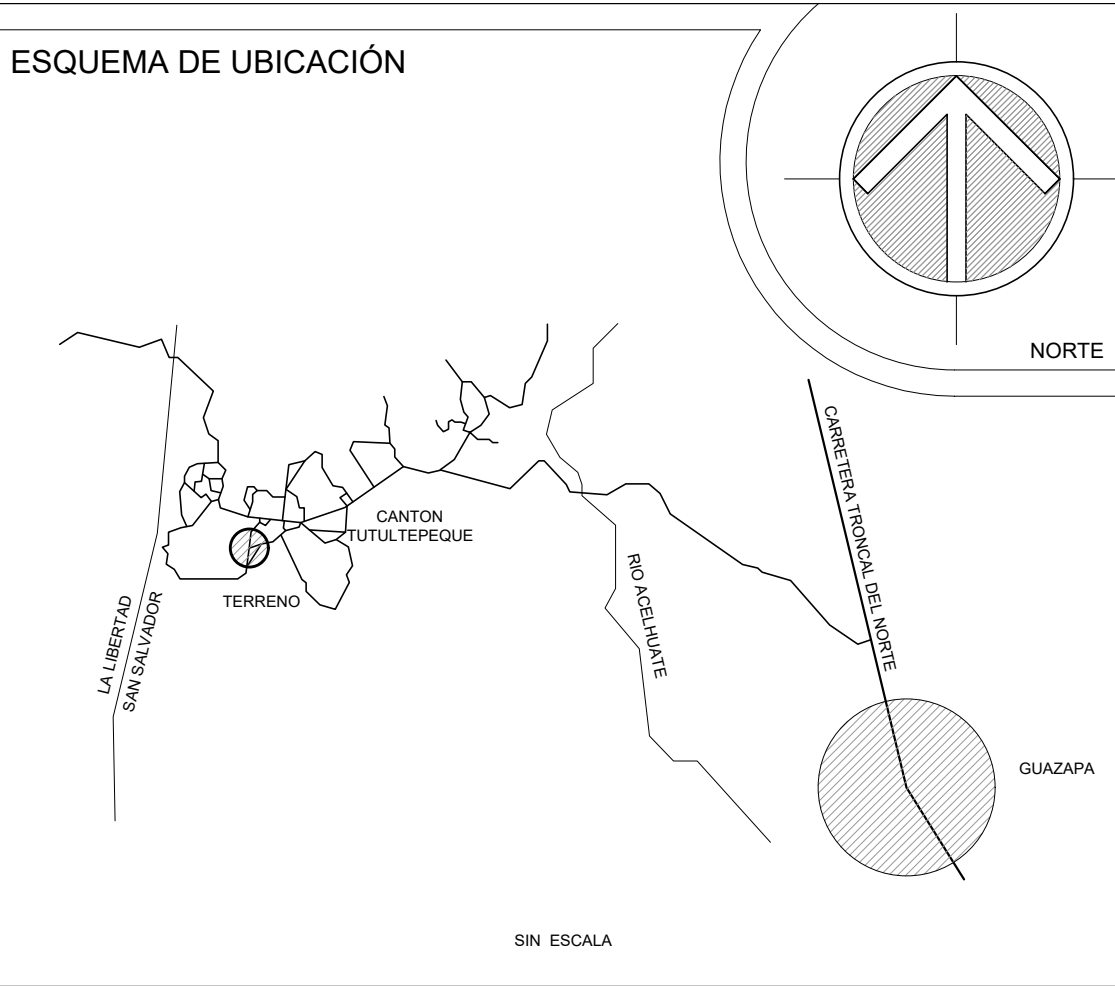 ESQUEMA DE UBICACIÓN
NORTE
CARRETERA TRONCAL DEL NORTE
CANTON
TUTULTEPEQUE
RIO ACELHUATE
TERRENO
LA LIBERTAD
SAN SALVADOR
GUAZAPA
SIN ESCALA